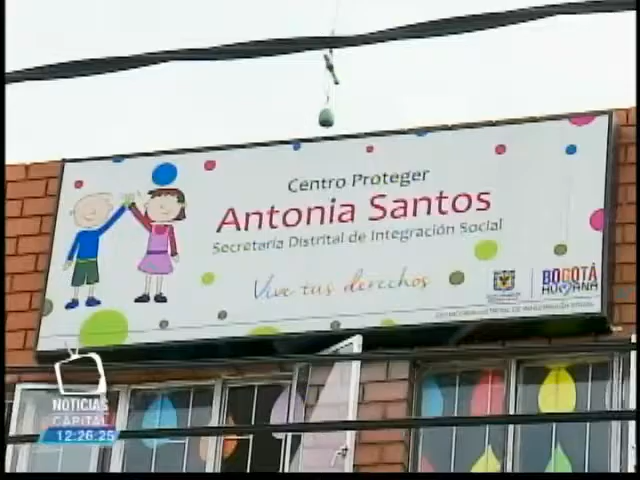 Centro Proteger
Antonia Santos
Secretaría Distrital de Integración Social
Vive tus derechos
BOGOTÁ
HUMANA
NOTICIAS
CAPITAL
12:26:25